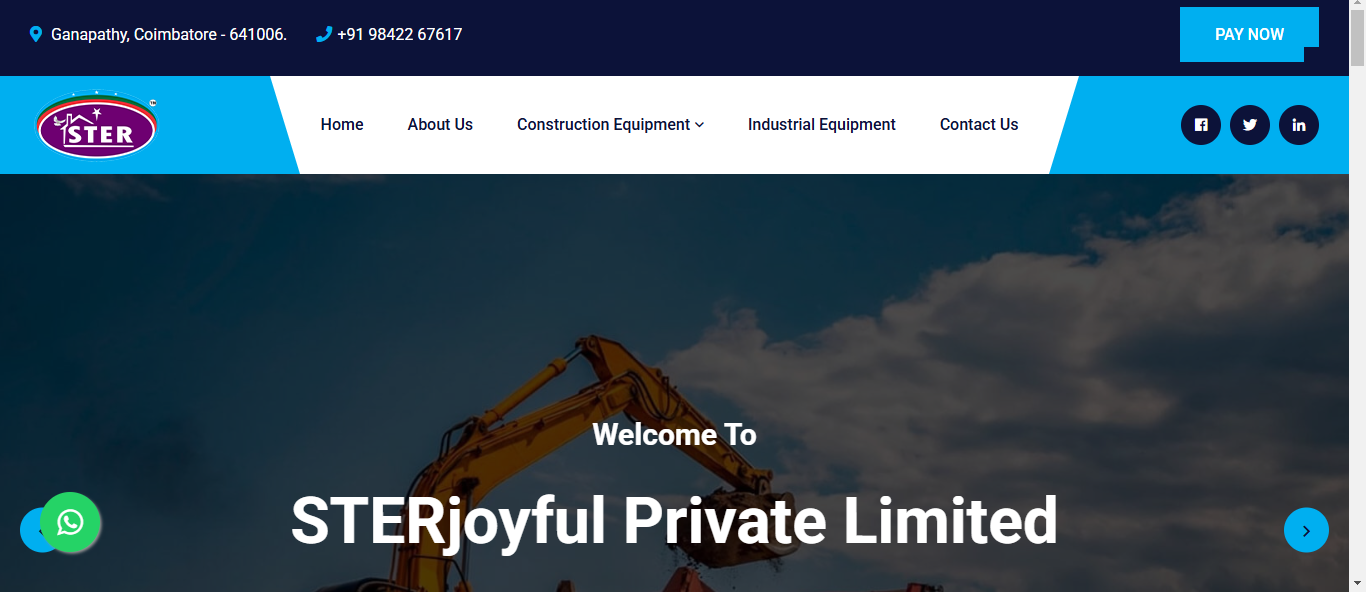 Ganapathy, Coimbatore - 641006. +91 98422 67617 PAY NOW
STER TM
Home About Us Construction Equipment Industrial Equipment Contact Us
Welcome To
STERjoyful Private Limited